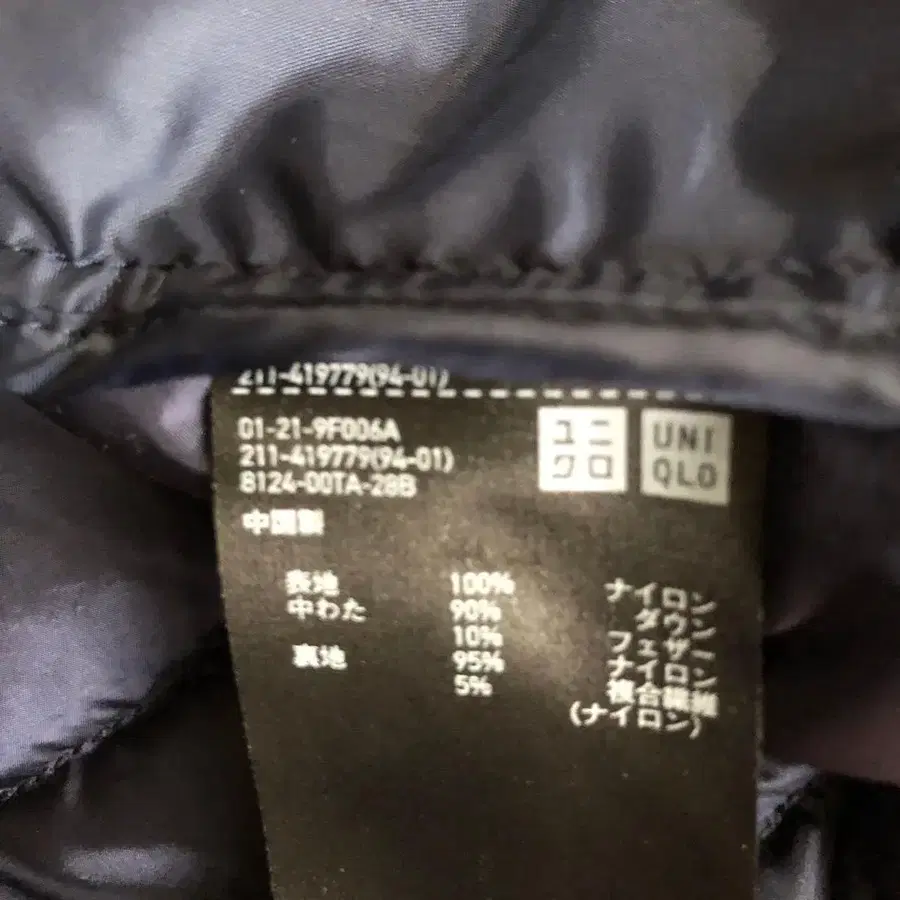 211-419779(94-01)
01-21-9F006A
211-419779(94-01)
8124-00TA-28B
ユニ
クロ
UNI
QLO
中国製
表地 100% ナイロン
中わた 90% ダウン
10% フェザー
裏地 95% ナイロン
5% 複合繊維
(ナイロン)